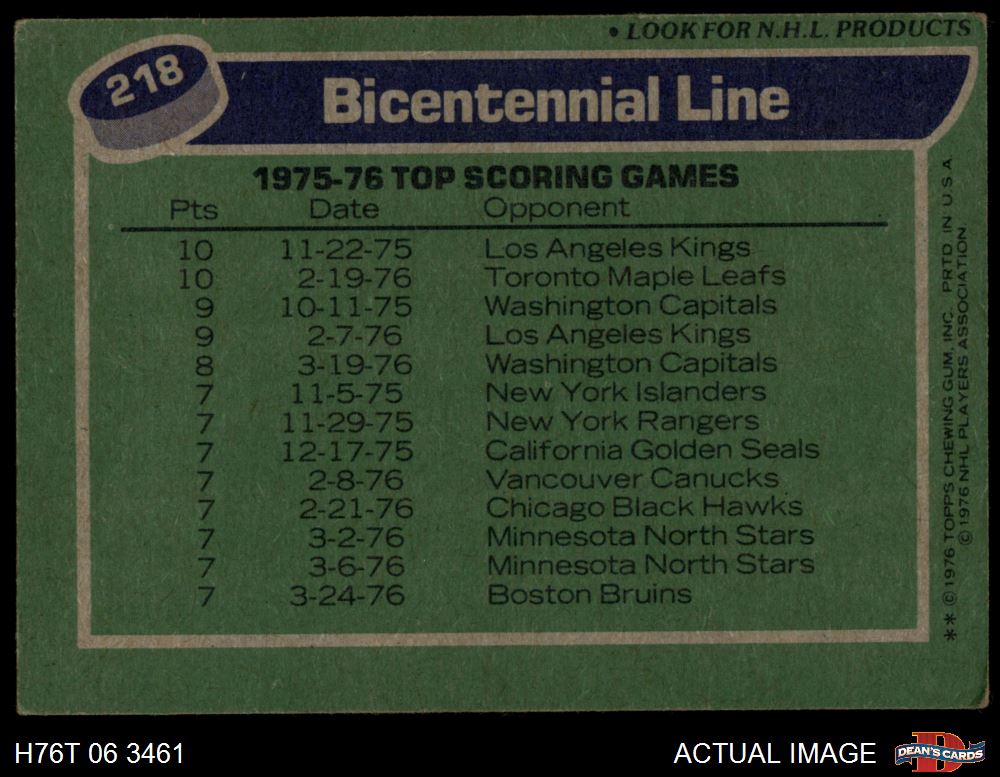 • LOOK FOR N.H.L. PRODUCTS
218
Bicentennial Line
1975-76 TOP SCORING GAMES
Pts Date Opponent
10 11-22-75 Los Angeles Kings
10 2-19-76 Toronto Maple Leafs
9 10-11-75 Washington Capitals
9 2-7-76 Los Angeles Kings
8 3-19-76 Washington Capitals
7 11-5-75 New York Islanders
7 11-29-75 New York Rangers
7 12-17-75 California Golden Seals
7 2-8-76 Vancouver Canucks
7 2-21-76 Chicago Black Hawks
7 3-2-76 Minnesota North Stars
7 3-6-76 Minnesota North Stars
7 3-24-76 Boston Bruins
** © 1976 TOPPS CHEWING GUM, INC. PRTD. IN U S A
© 1976 NHL PLAYERS ASSOCIATION.
H76T 06 3461
ACTUAL IMAGE
D
DEAN'S CARDS